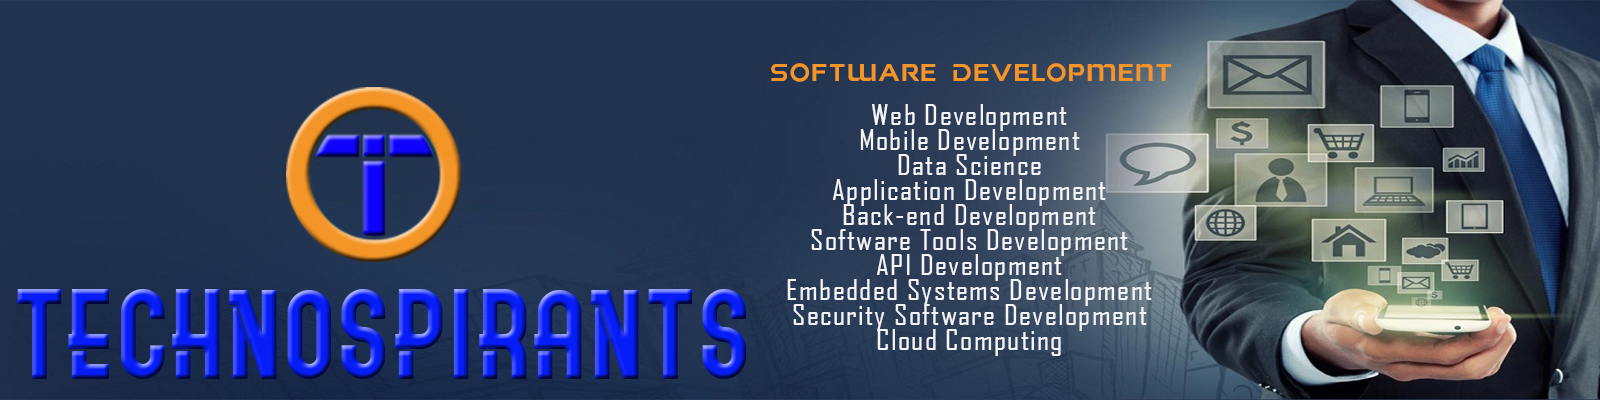 TECHNOSPIRANTS
SOFTWARE DEVELOPMENT
Web Development
Mobile Development
Data Science
Application Development
Back-end Development
Software Tools Development
API Development
Embedded Systems Development
Security Software Development
Cloud Computing
$
$